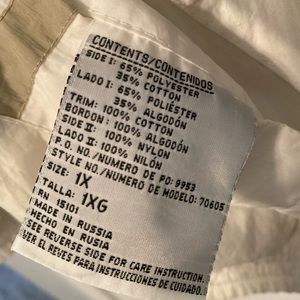 CONTENTS/CONTENIDOS
SIDE I: 65% POLYESTER
35% COTTON
LADO I: 65% POLIÉSTER
35% ALGODÓN
TRIM: 100% COTTON
BORDON: 100% ALGODÓN
SIDE II: 100% NYLON
LADO II: 100% NILÓN
P.O. NO./NUMERO DE PO: 9953
STYLE NO./NUMERO DE MODELO: 70605
SIZE: 1X
TALLA: 1XG
RN 15101
MADE IN RUSSIA
HECHO EN RUSIA
SEE REVERSE SIDE FOR CARE INSTRUCTION.
VER EL REVES PARA INSTRUCCIONES DE CUIDADO